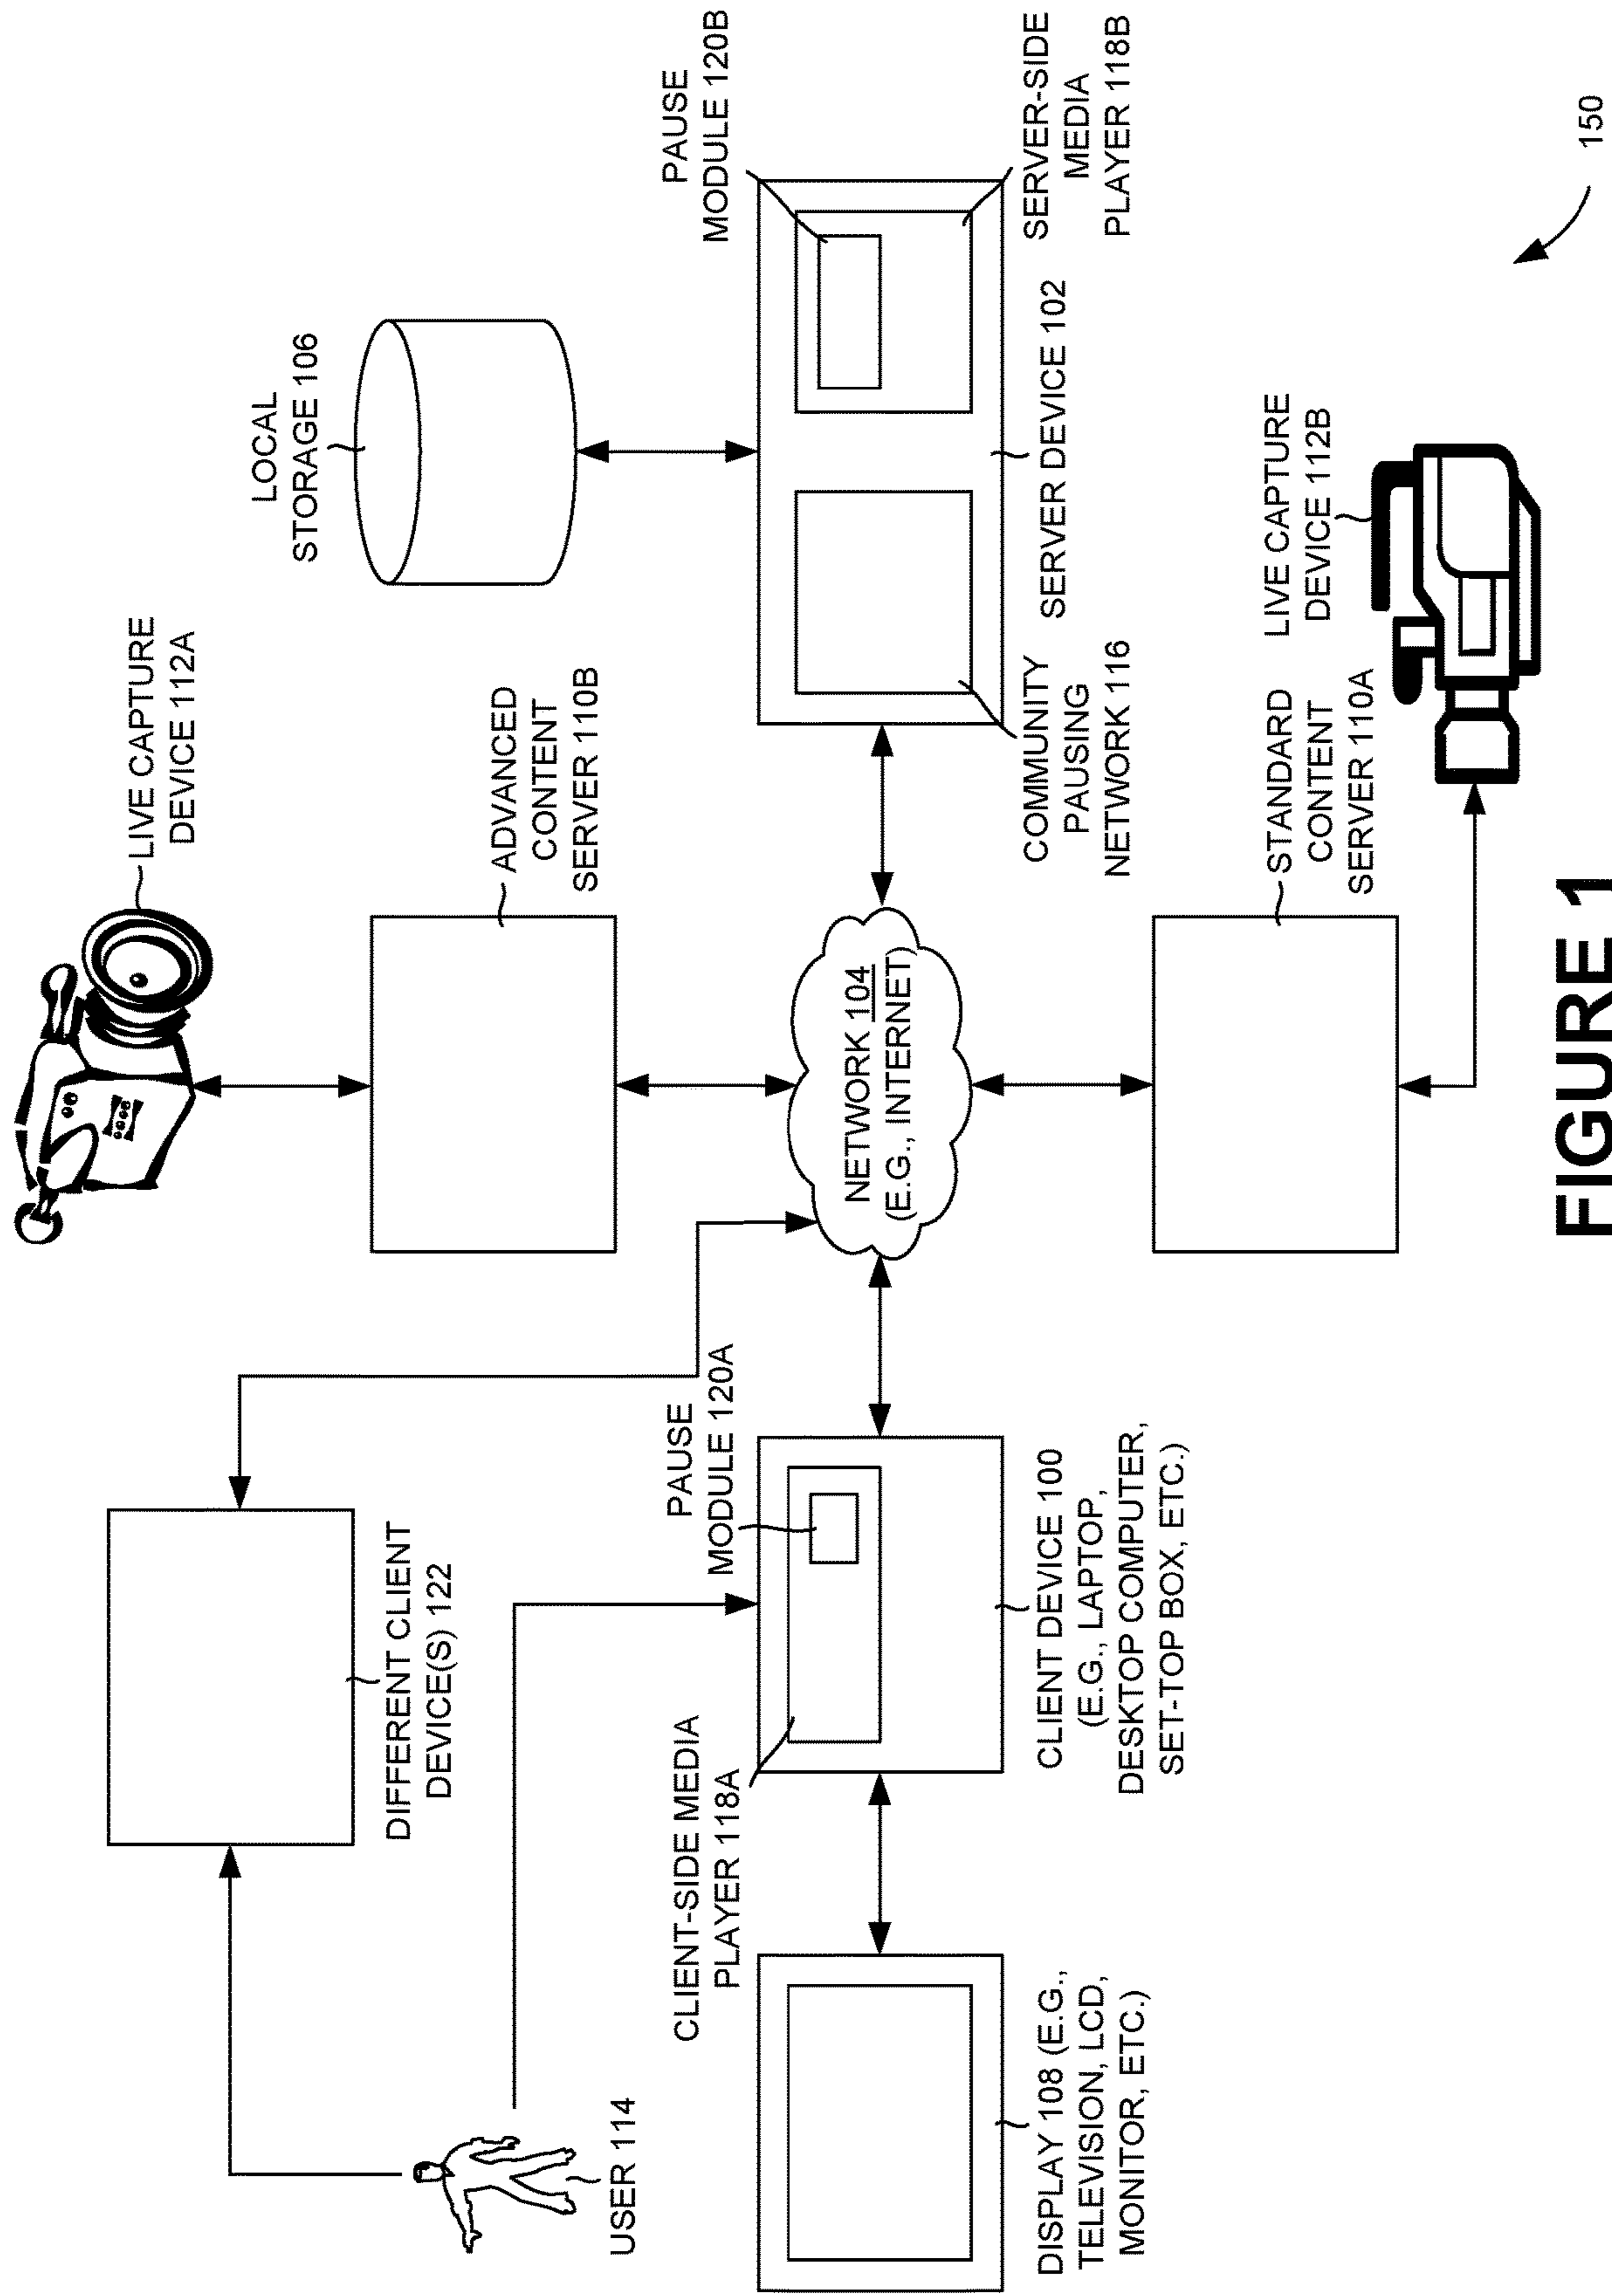 LIVE CAPTURE
DEVICE 112A
LOCAL
STORAGE 106
ADVANCED
CONTENT
SERVER 110B
DIFFERENT CLIENT
DEVICE(S) 122
USER 114
PAUSE
MODULE 120B
PAUSE
MODULE 120A
CLIENT-SIDE MEDIA
PLAYER 118A
NETWORK 104
(E.G., INTERNET)
SERVER-SIDE
MEDIA
PLAYER 118B
SERVER DEVICE 102
COMMUNITY
PAUSING
NETWORK 116
CLIENT DEVICE 100
(E.G., LAPTOP,
DESKTOP COMPUTER,
SET-TOP BOX, ETC.)
DISPLAY 108 (E.G.,
TELEVISION, LCD,
MONITOR, ETC.)
STANDARD
CONTENT
SERVER 110A
LIVE CAPTURE
DEVICE 112B
150
FIGURE 1